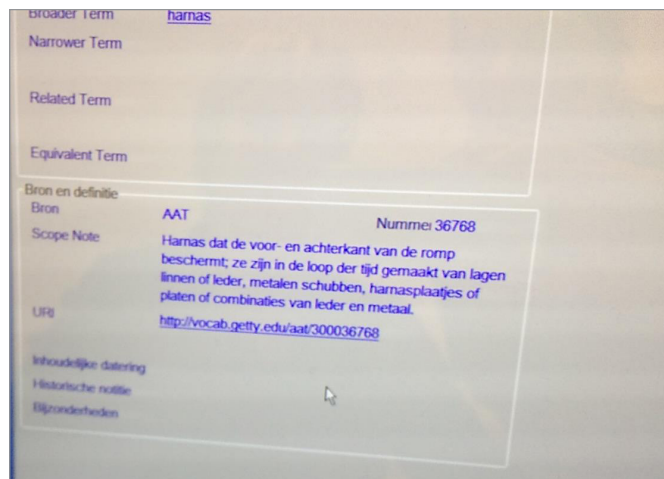 Broader Term harnas
Narrower Term
Related Term
Equivalent Term
Bron en definitie
Bron AAT Nummer 36768
Scope Note Harnas dat de voor- en achterkant van de romp
beschermt; ze zijn in de loop der tijd gemaakt van lagen
linnen of leder, metalen schubben, harnasplaatjes of
platen of combinaties van leder en metaal.
URI http://vocab.getty.edu/aat/300036768
Inhoudelijke datering
Historische notitie
Bijzonderheden